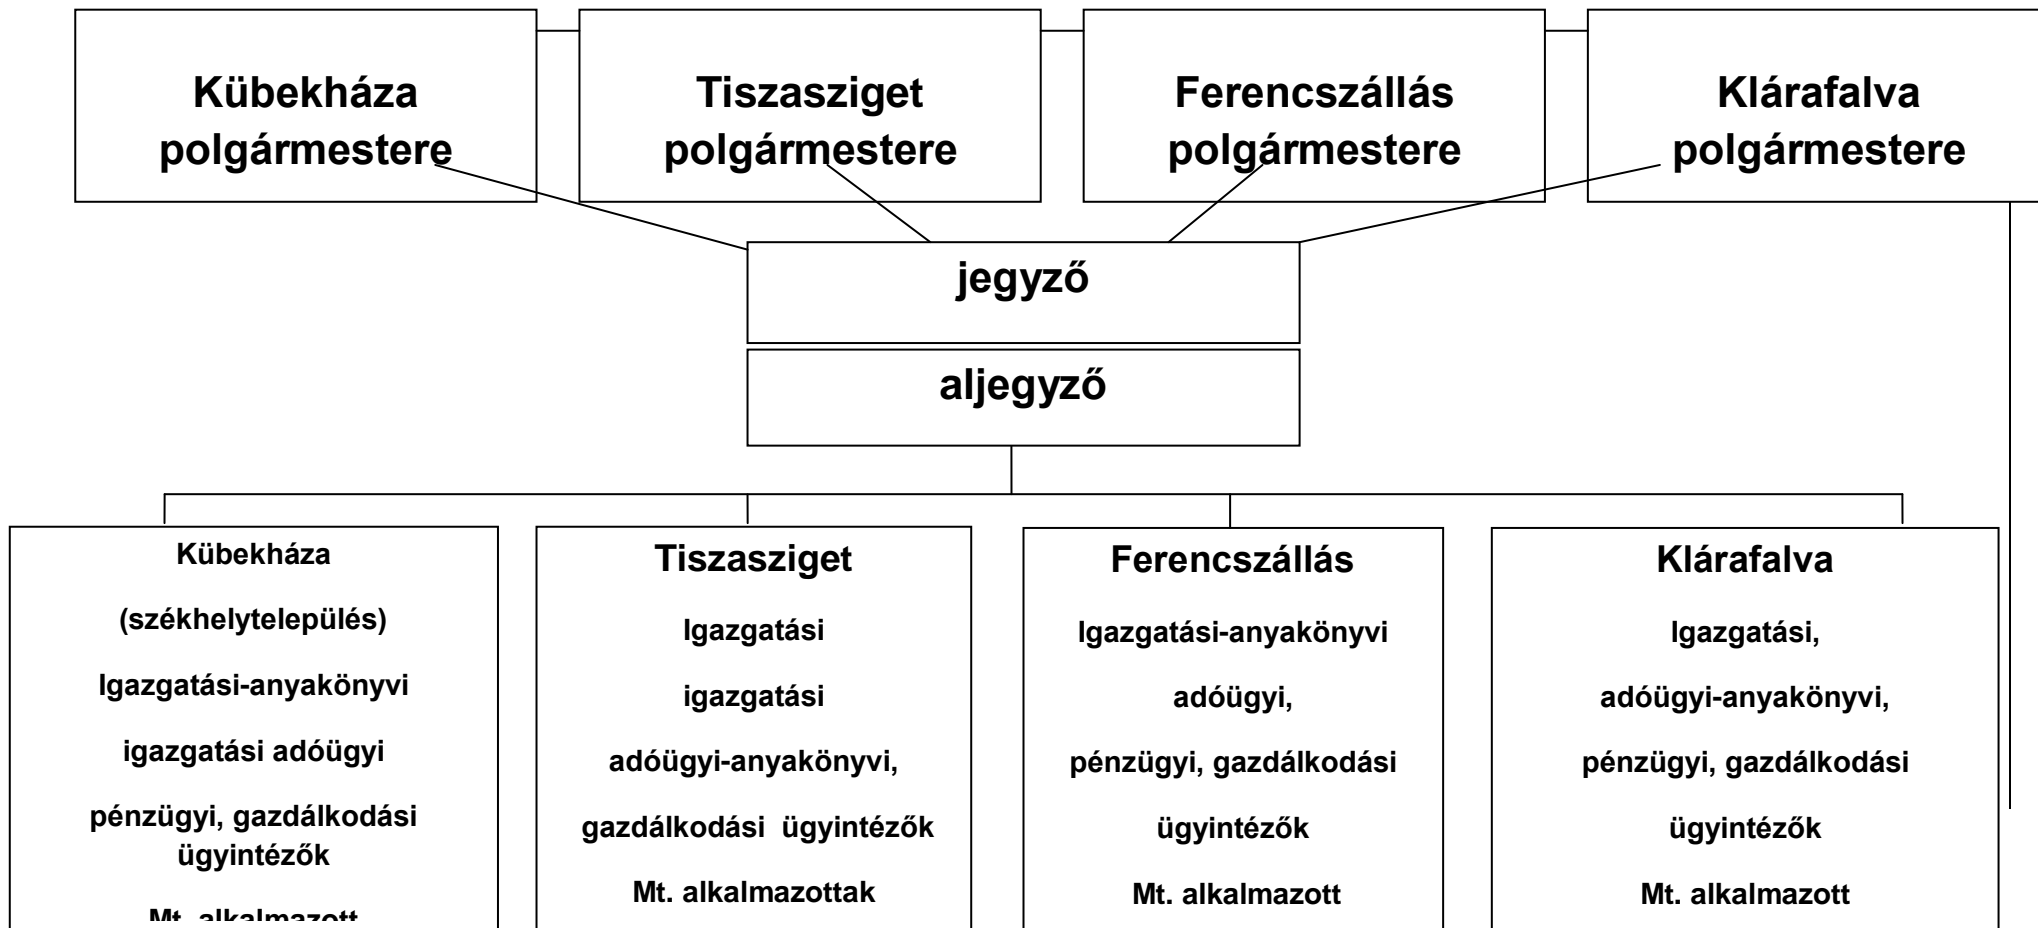 Kübekháza
polgármestere
Tiszasziget
polgármestere
Ferencszállás
polgármestere
Klárafalva
polgármestere
jegyző
aljegyző
Kübekháza
(székhelytelepülés)
Igazgatási-anyakönyvi
igazgatási adóügyi
pénzügyi, gazdálkodási
ügyintézők
Mt. alkalmazott
Tiszasziget
Igazgatási
igazgatási
adóügyi-anyakönyvi,
gazdálkodási ügyintézők
Mt. alkalmazottak
Ferencszállás
Igazgatási-anyakönyvi
adóügyi,
pénzügyi, gazdálkodási
ügyintézők
Mt. alkalmazott
Klárafalva
Igazgatási,
adóügyi-anyakönyvi,
pénzügyi, gazdálkodási
ügyintézők
Mt. alkalmazott